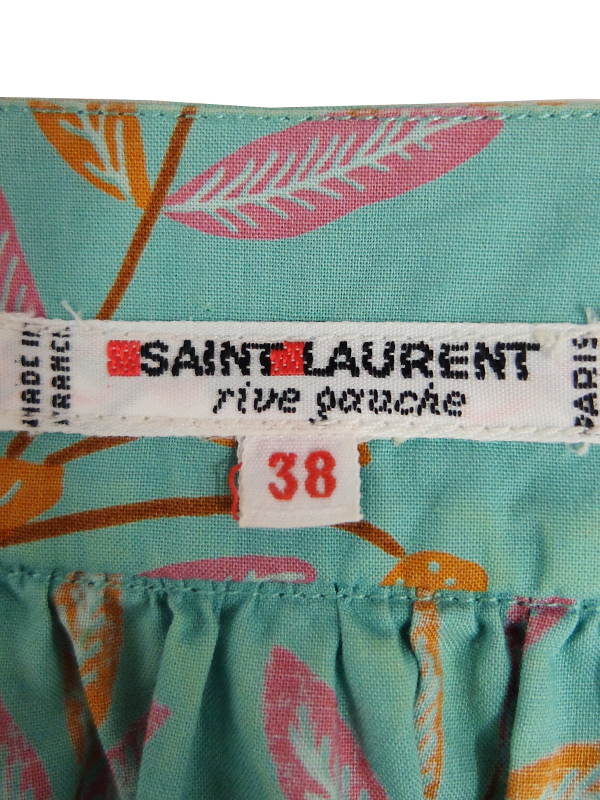 MADE IN
FRANCE
SAINT LAURENT
rive gauche
PARIS
38